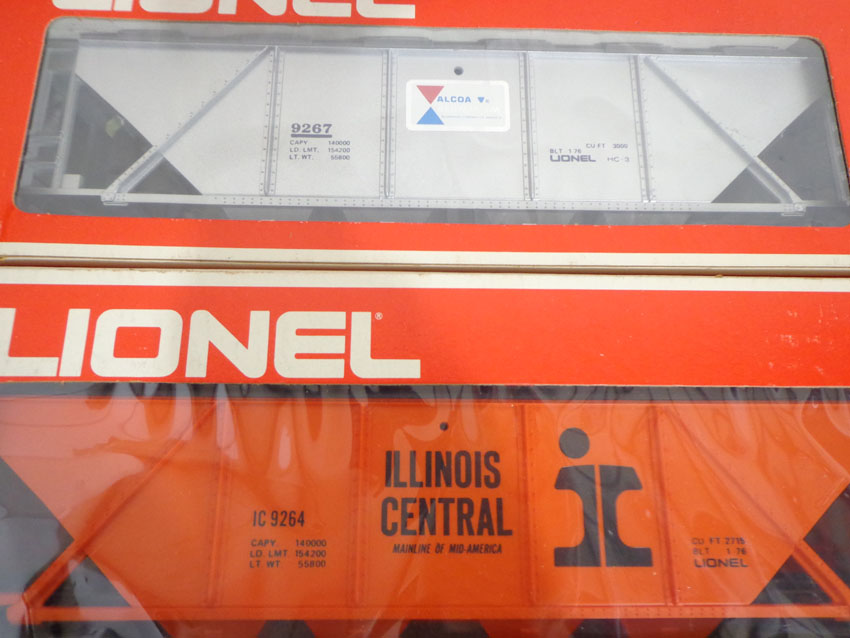 LIONEL
ALCOA
9267
CAPY. 140000
LD. LMT. 154200
LT. WT. 55800
CU FT 3000
BLT 1-76
LIONEL HC-3
LIONEL®
ILLINOIS
CENTRAL
MAINLINE OF MID-AMERICA
IC 9264
CAPY. 140000
LD. LMT. 154200
LT. WT. 55800
CU FT 2715
BLT 1-76
LIONEL